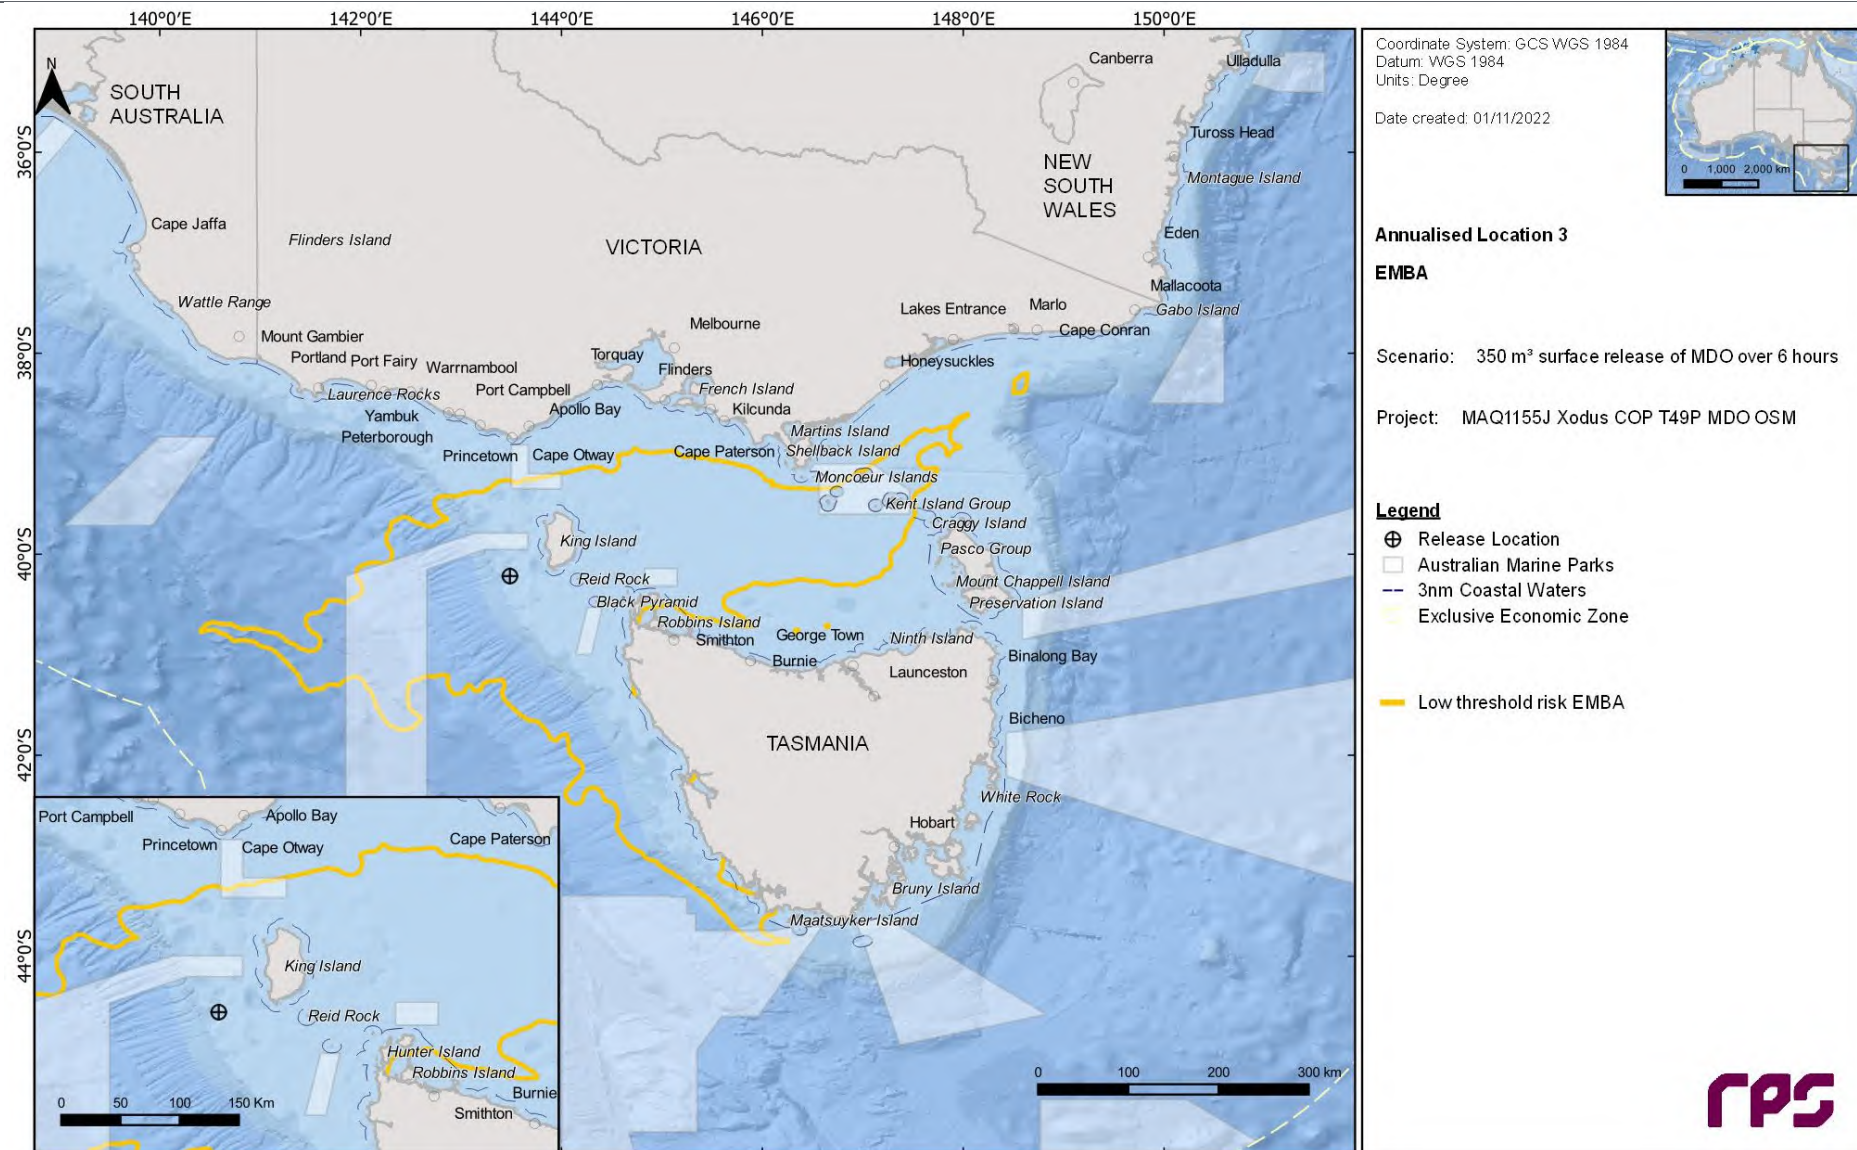 140°0'E 142°0'E 144°0'E 146°0'E 148°0'E 150°0'E
36°0'S
38°0'S
40°0'S
42°0'S
44°0'S
N
SOUTH
AUSTRALIA
Canberra
Ulladulla
Tuross Head
NEW
SOUTH
WALES
Montague Island
Cape Jaffa
Flinders Island
VICTORIA
Eden
Wattle Range
Mallacoota
Lakes Entrance
Marlo
Gabo Island
Mount Gambier
Melbourne
Cape Conran
Portland
Port Fairy
Warrnambool
Torquay
Flinders
Honeysuckles
Laurence Rocks
Port Campbell
French Island
Yambuk
Apollo Bay
Kilcunda
Peterborough
Martins Island
Princetown
Cape Otway
Cape Paterson
Shellback Island
Moncoeur Islands
Kent Island Group
Craggy Island
King Island
Pasco Group
Reid Rock
Mount Chappell Island
Black Pyramid
Preservation Island
Robbins Island
Smithton
George Town
Ninth Island
Burnie
Binalong Bay
Launceston
Bicheno
TASMANIA
White Rock
Hobart
Bruny Island
Maatsuyker Island
0 100 200 300 km
Port Campbell
Apollo Bay
Princetown
Cape Otway
Cape Paterson
King Island
Reid Rock
Hunter Island
Robbins Island
Burnie
Smithton
0 50 100 150 Km
Coordinate System: GCS WGS 1984
Datum: WGS 1984
Units: Degree
Date created: 01/11/2022
0 1,000 2,000 km
Annualised Location 3
EMBA
Scenario: 350 m³ surface release of MDO over 6 hours
Project: MAQ1155J Xodus COP T49P MDO OSM
Legend
Release Location
Australian Marine Parks
3nm Coastal Waters
Exclusive Economic Zone
Low threshold risk EMBA
rps